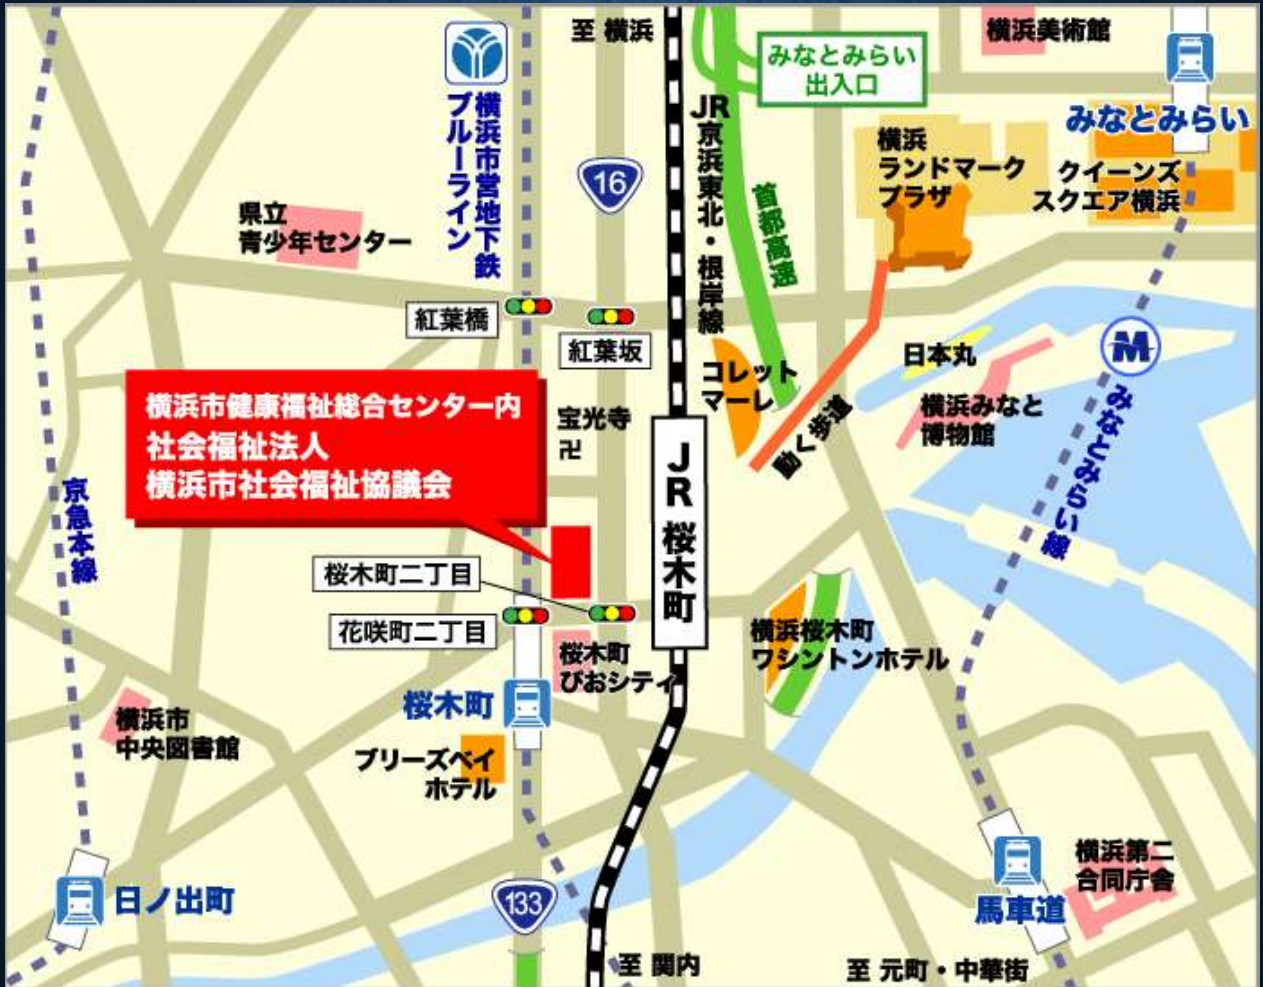 至 横浜
横浜美術館
みなとみらい
出入口
みなとみらい
横浜市営地下鉄
ブルーライン
JR京浜東北・根岸線
16
首都高速
横浜
ランドマーク
プラザ
クイーンズ
スクエア横浜
県立
青少年センター
紅葉橋
紅葉坂
コレット
マーレ
日本丸
M
みなとみらい線
横浜みなと
博物館
動く歩道
横浜市健康福祉総合センター内
社会福祉法人
横浜市社会福祉協議会
宝光寺
卍
JR 桜木町
京急本線
桜木町二丁目
花咲町二丁目
桜木町
ぴおシティ
横浜桜木町
ワシントンホテル
桜木町
横浜市
中央図書館
ブリーズベイ
ホテル
日ノ出町
133
馬車道
横浜第二
合同庁舎
至 関内
至 元町・中華街